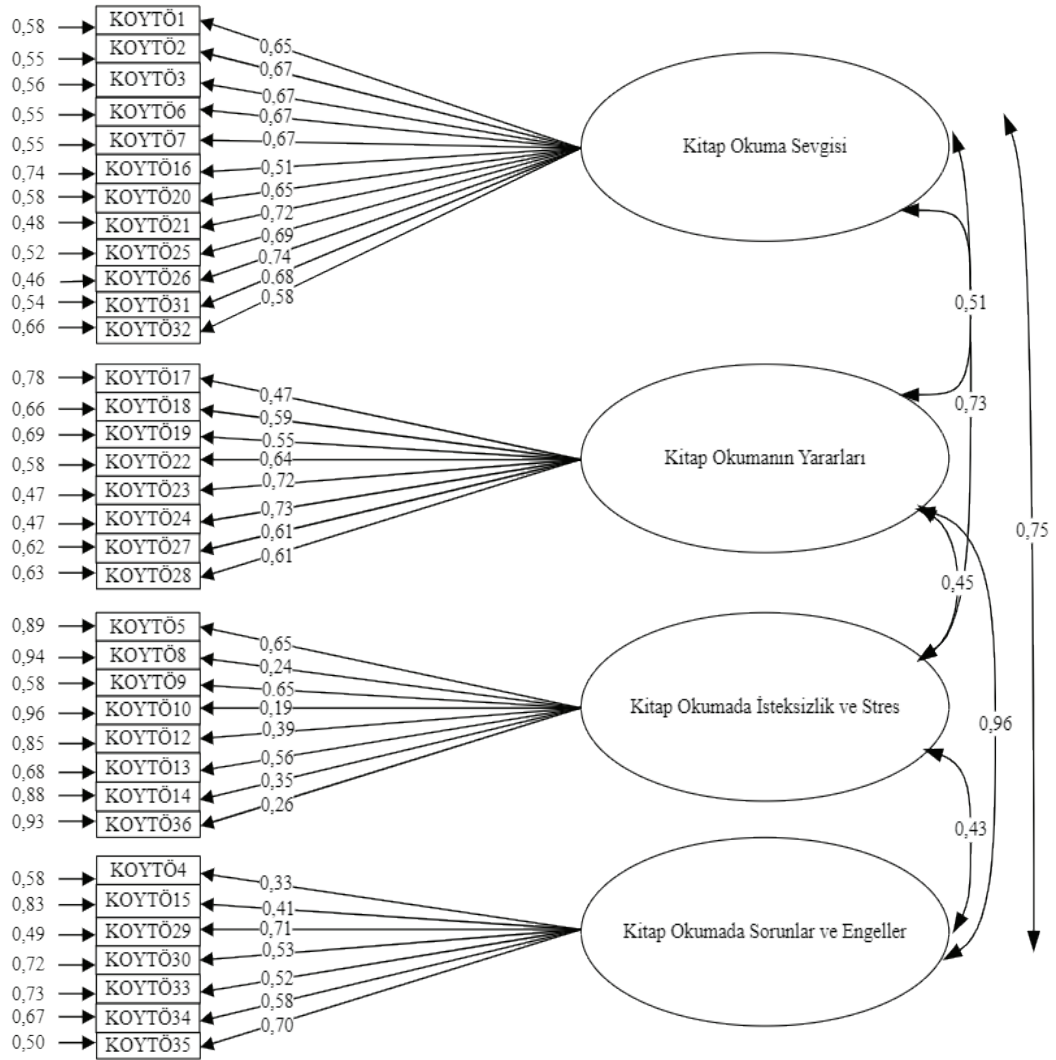 0,58 KOYTÖ1 0,65
0,55 KOYTÖ2 0,67
0,56 KOYTÖ3 0,67
0,55 KOYTÖ6 0,67
0,55 KOYTÖ7 0,67
0,74 KOYTÖ16 0,51
0,58 KOYTÖ20 0,65
0,48 KOYTÖ21 0,72
0,52 KOYTÖ25 0,69
0,46 KOYTÖ26 0,74
0,54 KOYTÖ31 0,68
0,66 KOYTÖ32 0,58
Kitap Okuma Sevgisi
0,51
0,73
0,75
0,78 KOYTÖ17 0,47
0,66 KOYTÖ18 0,59
0,69 KOYTÖ19 0,55
0,58 KOYTÖ22 0,64
0,47 KOYTÖ23 0,72
0,47 KOYTÖ24 0,73
0,62 KOYTÖ27 0,61
0,63 KOYTÖ28 0,61
Kitap Okumanın Yararları
0,45
0,96
0,89 KOYTÖ5 0,65
0,94 KOYTÖ8 0,24
0,58 KOYTÖ9 0,65
0,96 KOYTÖ10 0,19
0,85 KOYTÖ12 0,39
0,68 KOYTÖ13 0,56
0,88 KOYTÖ14 0,35
0,93 KOYTÖ36 0,26
Kitap Okumada İsteksizlik ve Stres
0,43
0,58 KOYTÖ4 0,33
0,83 KOYTÖ15 0,41
0,49 KOYTÖ29 0,71
0,72 KOYTÖ30 0,53
0,73 KOYTÖ33 0,52
0,67 KOYTÖ34 0,58
0,50 KOYTÖ35 0,70
Kitap Okumada Sorunlar ve Engeller